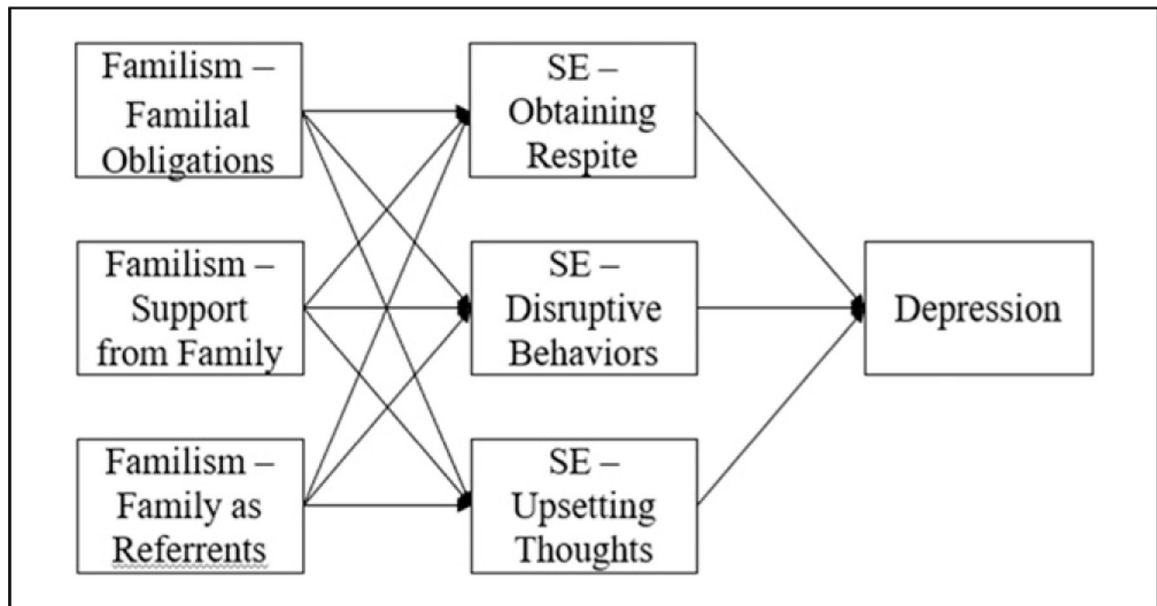 Familism –
Familial
Obligations
SE –
Obtaining
Respite
Familism –
Support
from Family
SE –
Disruptive
Behaviors
Depression
Familism –
Family as
Referrents
SE –
Upsetting
Thoughts